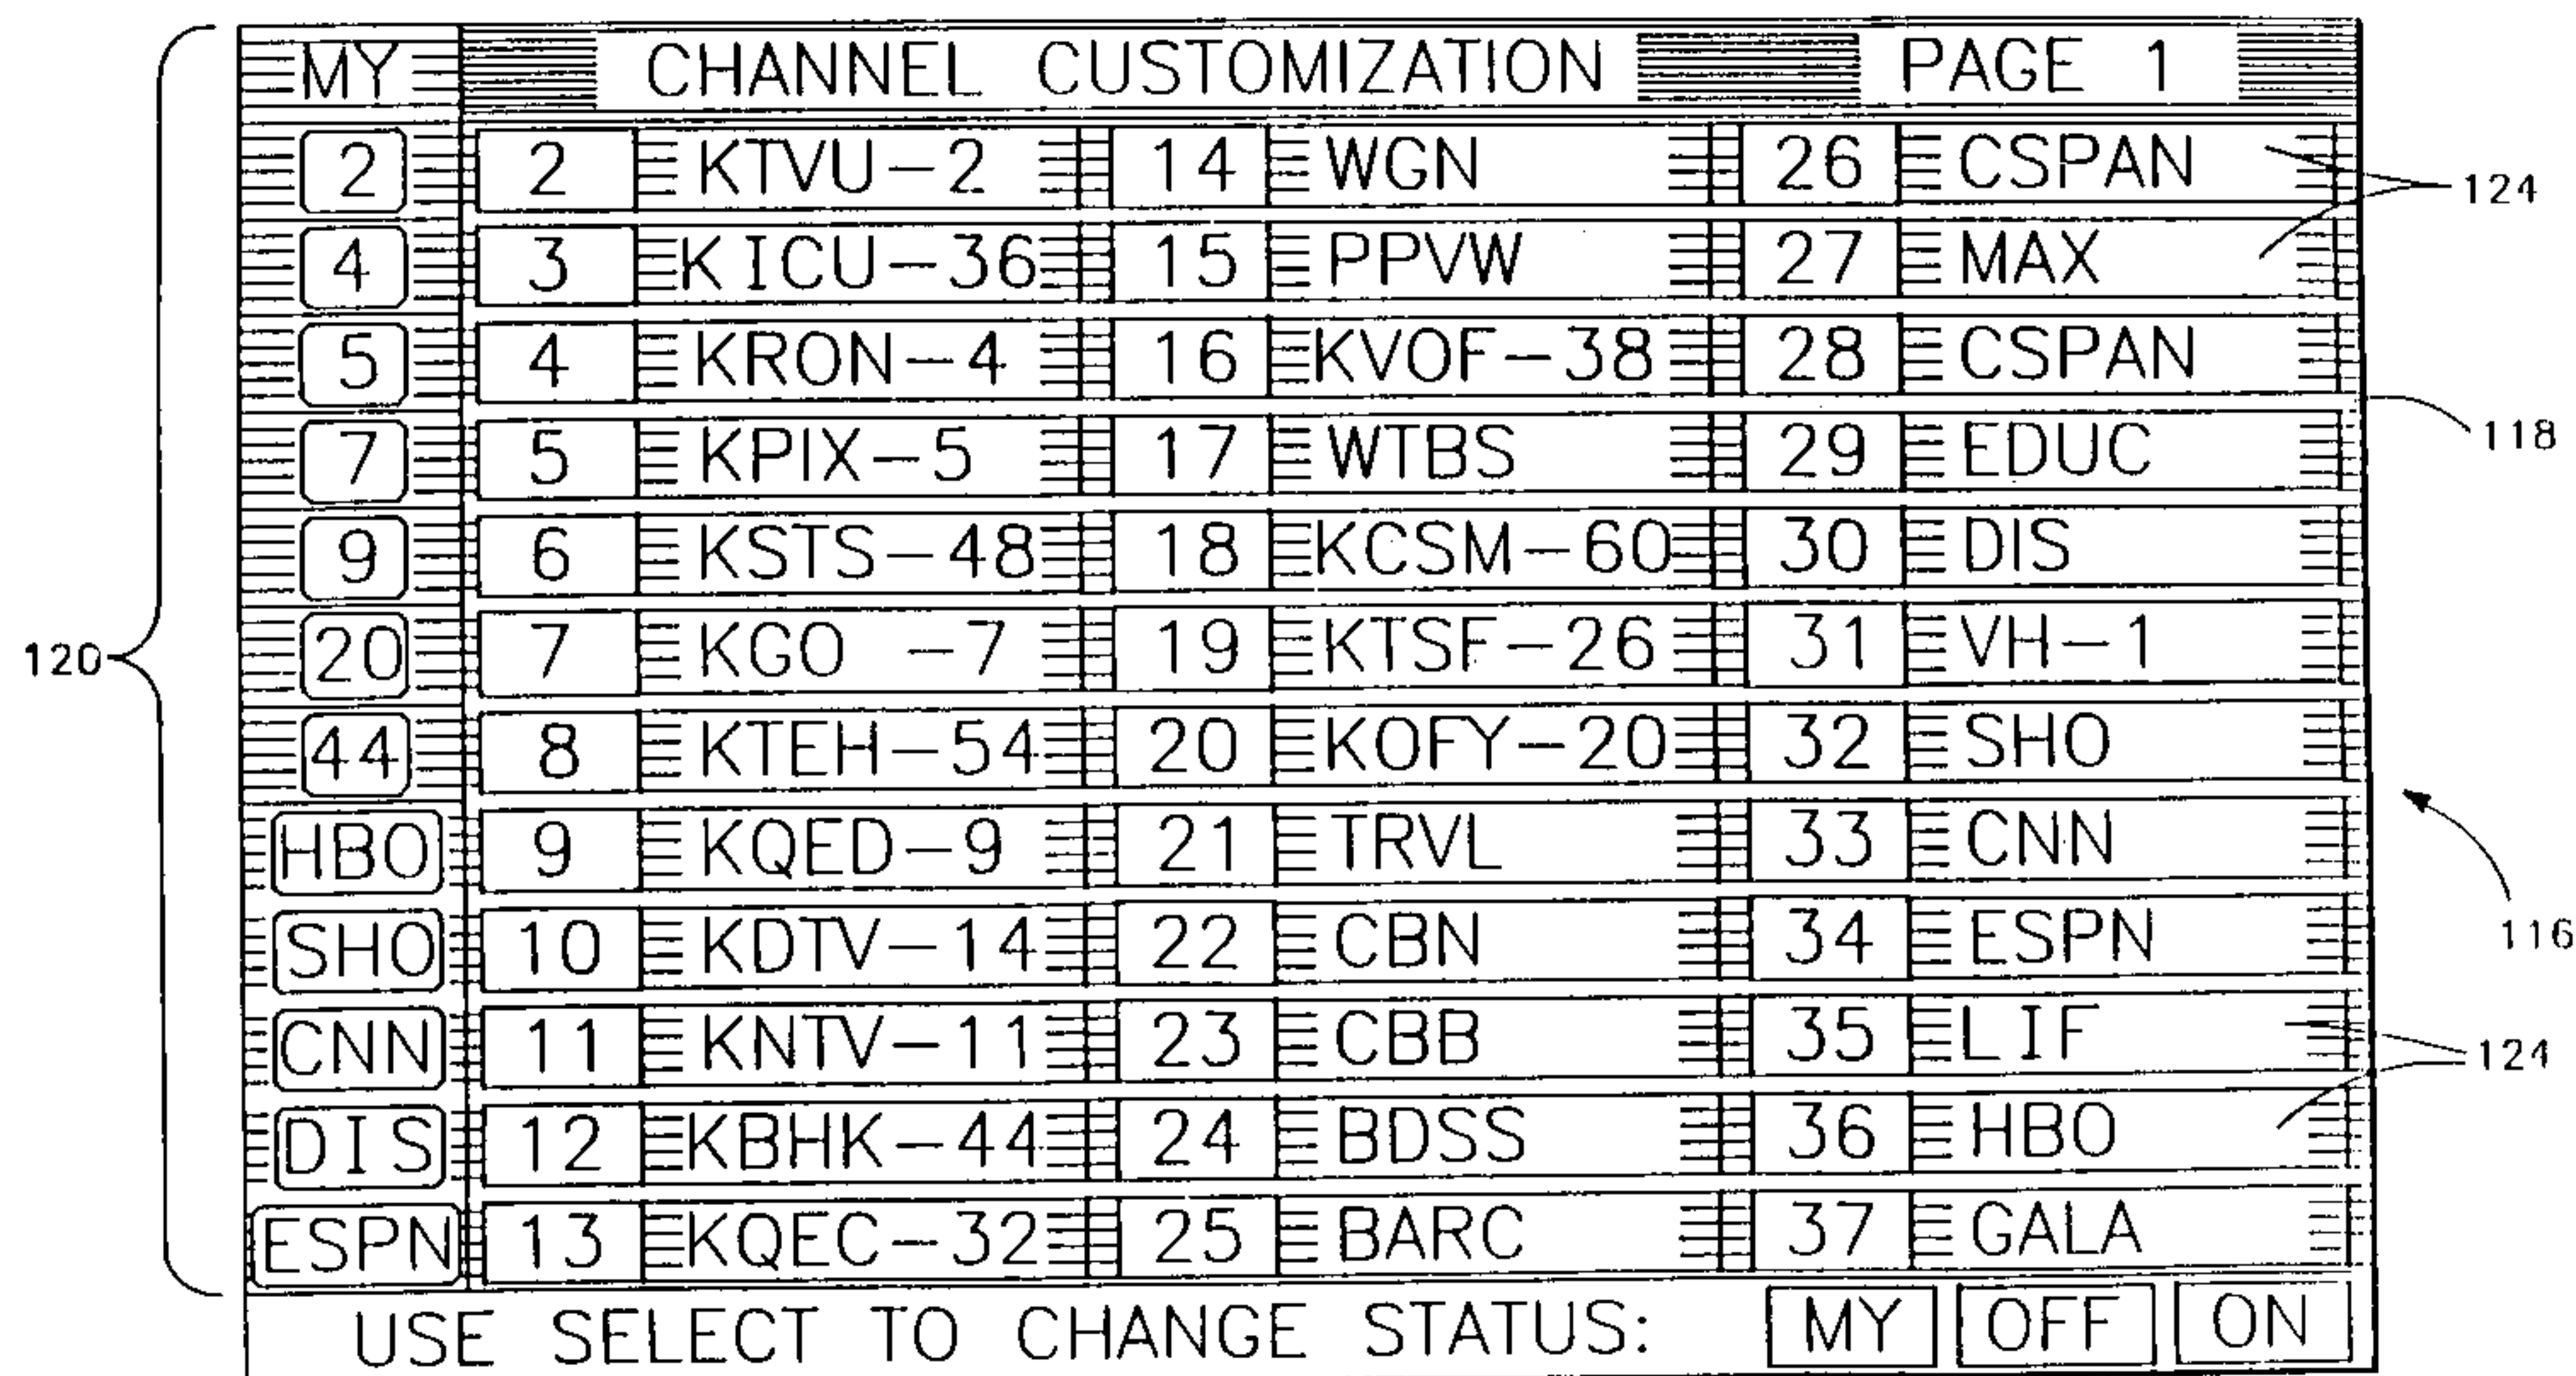 MY CHANNEL CUSTOMIZATION PAGE 1
2 2 KTVU-2 14 WGN 26 CSPAN
124
4 3 KICU-36 15 PPVW 27 MAX
5 4 KRON-4 16 KVOF-38 28 CSPAN
118
7 5 KPIX-5 17 WTBS 29 EDUC
9 6 KSTS-48 18 KCSM-60 30 DIS
120 20 7 KGO -7 19 KTSF-26 31 VH-1
44 8 KTEH-54 20 KOFY-20 32 SHO
HBO 9 KQED-9 21 TRVL 33 CNN
SHO 10 KDTV-14 22 CBN 34 ESPN 116
CNN 11 KNTV-11 23 CBB 35 LIF 124
DIS 12 KBHK-44 24 BDSS 36 HBO
ESPN 13 KQEC-32 25 BARC 37 GALA
USE SELECT TO CHANGE STATUS: MY OFF ON